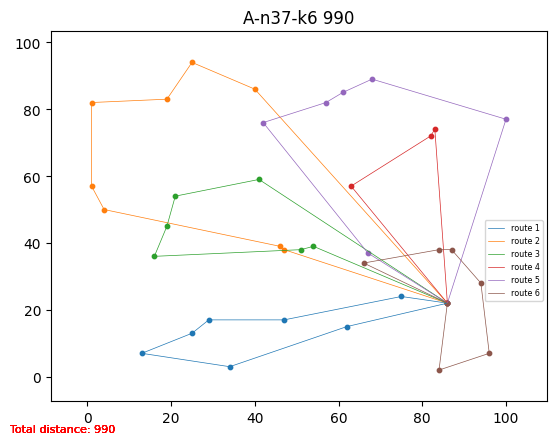 A-n37-k6 990
100
80
60
40
20
0
route 1
route 2
route 3
route 4
route 5
route 6
0 20 40 60 80 100
Total distance: 990